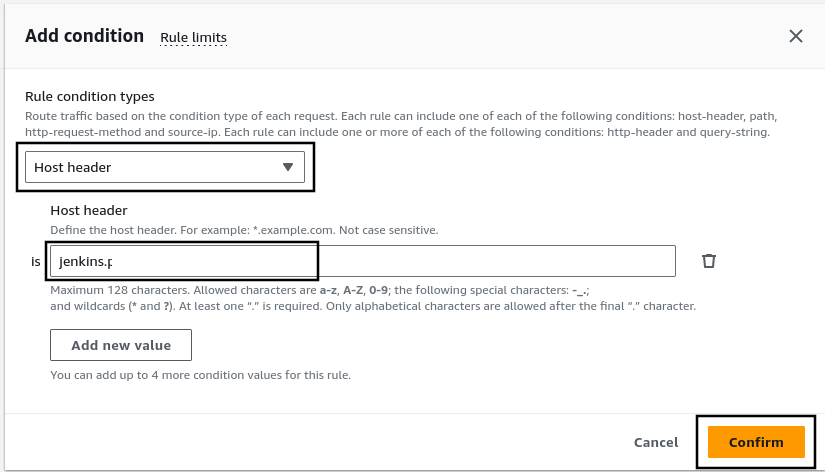 Add condition Rule limits
Rule condition types
Route traffic based on the condition type of each request. Each rule can include one of each of the following conditions: host-header, path,
http-request-method and source-ip. Each rule can include one or more of each of the following conditions: http-header and query-string.
Host header
Host header
Define the host header. For example: *.example.com. Not case sensitive.
is jenkins.p
Maximum 128 characters. Allowed characters are a-z, A-Z, 0-9; the following special characters: -_.;
and wildcards (* and ?). At least one “.” is required. Only alphabetical characters are allowed after the final “.” character.
Add new value
You can add up to 4 more condition values for this rule.
Cancel Confirm